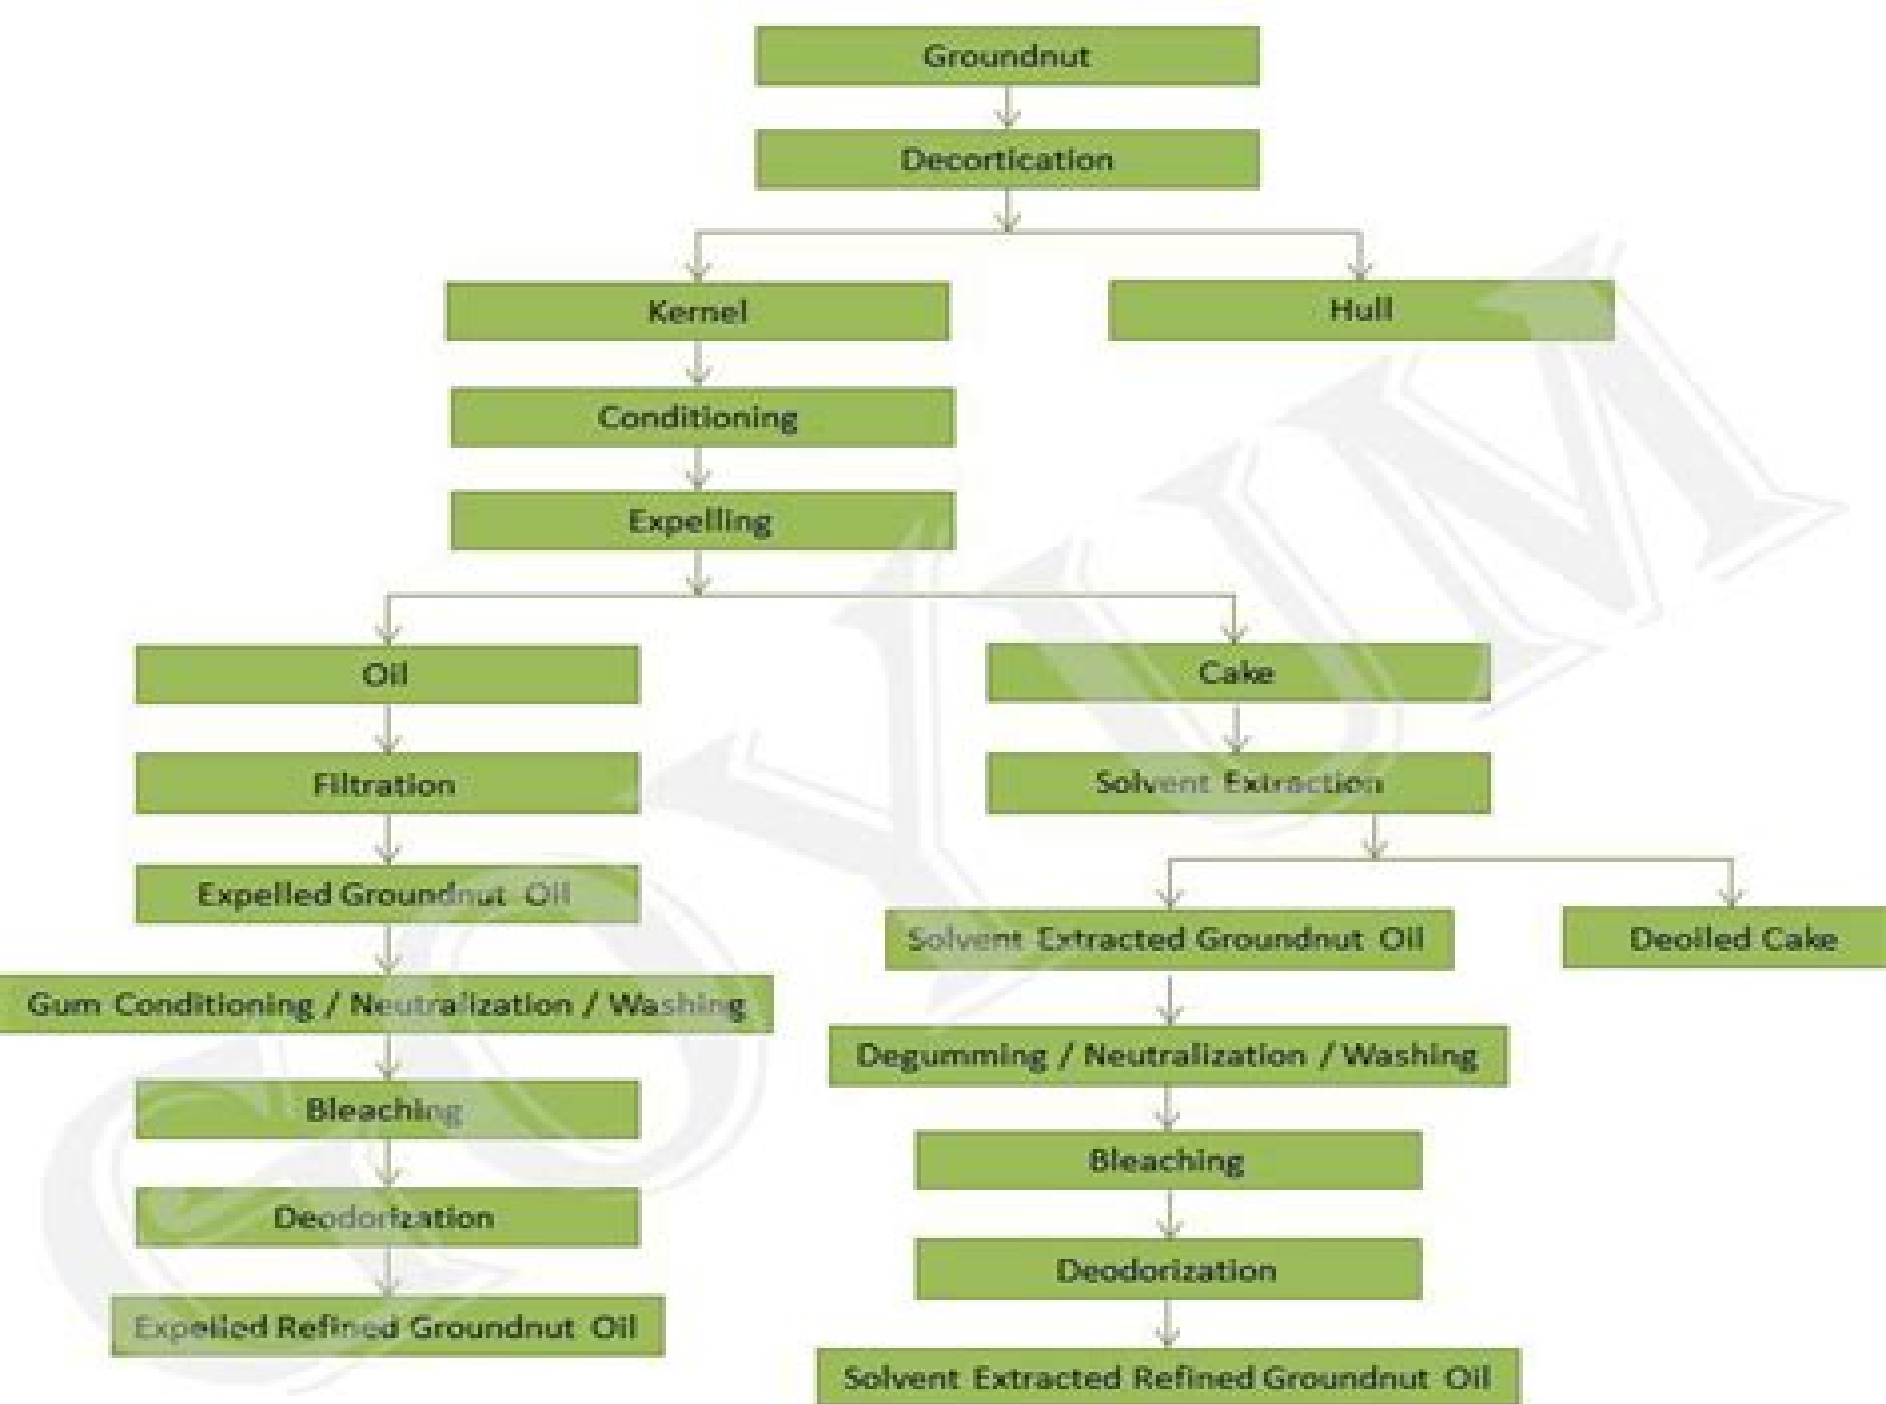 Groundnut
Decortication
Kernel
Hull
Conditioning
Expelling
Oil
Cake
Filtration
Solvent Extraction
Expelled Groundnut Oil
Solvent Extracted Groundnut Oil
Deoiled Cake
Gum Conditioning / Neutralization / Washing
Degumming / Neutralization / Washing
Bleaching
Bleaching
Deodorization
Deodorization
Expelled Refined Groundnut Oil
Solvent Extracted Refined Groundnut Oil
GOYUM